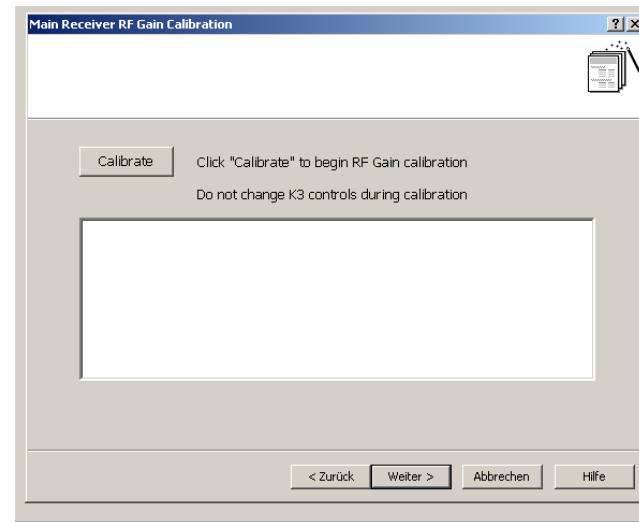 Main Receiver RF Gain Calibration
Calibrate
Click "Calibrate" to begin RF Gain calibration
Do not change K3 controls during calibration
< Zurück
Weiter >
Abbrechen
Hilfe